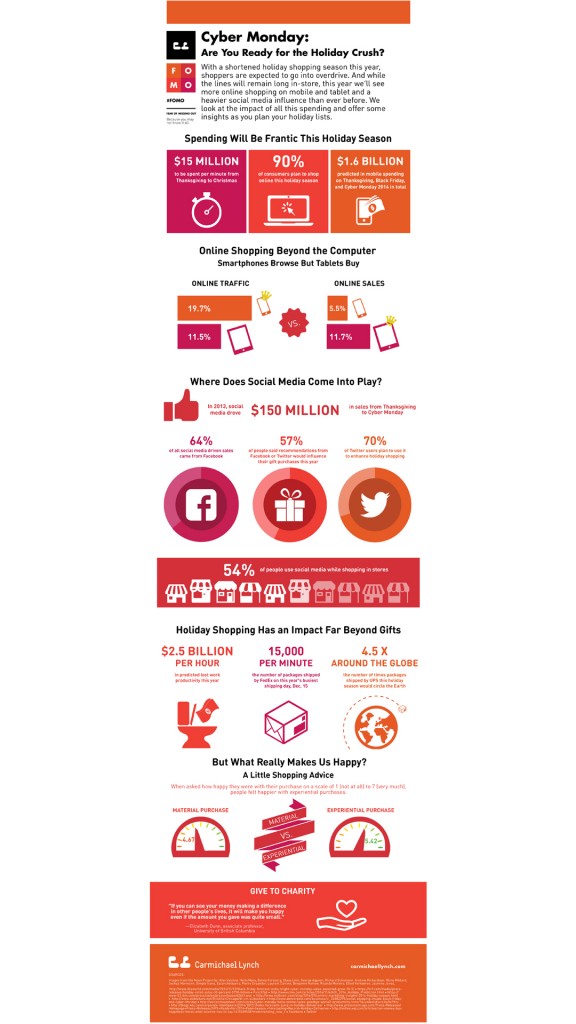 Cyber Monday:
Are You Ready for the Holiday Crush?
With a shortened holiday shopping season this year,
shoppers are expected to go into overdrive. And while
the lines will remain long in-store, this year we'll see
more online shopping on mobile and tablet and a
heavier social media influence than ever before. We
look at the impact of all this spending and offer some
insights as you plan your holiday lists.
F O
M O
#FOMO
FEAR OF MISSING OUT
Spending Will Be Frantic This Holiday Season
$15 MILLION
to be spent per minute from
Thanksgiving to Christmas
90%
of consumers plan to shop
online this holiday season
$1.6 BILLION
predicted in mobile spending
on Thanksgiving, Black Friday,
and Cyber Monday 2014 in total
Online Shopping Beyond the Computer
Smartphones Browse But Tablets Buy
ONLINE TRAFFIC
19.7%
11.5%
VS.
ONLINE SALES
5.5%
11.7%
Where Does Social Media Come Into Play?
In 2013, social
media drove
$150 MILLION
in sales from Thanksgiving
to Cyber Monday
64%
of all social media driven sales
came from Facebook
57%
of people said recommendations from
Facebook or Twitter would influence
their gift purchases this year
70%
of Twitter users plan to use it
to enhance holiday shopping
54% of people use social media while shopping in stores
Holiday Shopping Has an Impact Far Beyond Gifts
$2.5 BILLION
PER HOUR
in predicted lost work
productivity this year
15,000
PER MINUTE
the number of packages shipped
by FedEx on this year's busiest
shipping day, Dec. 15
4.5 X
AROUND THE GLOBE
the number of times packages
shipped by UPS this holiday
season would circle the Earth
But What Really Makes Us Happy?
A Little Shopping Advice
When asked how happy they were with their purchase on a scale of 1 (not at all) to 7 (very much),
people felt happier with experiential purchases.
MATERIAL PURCHASE
4.67
MATERIAL
VS.
EXPERIENTIAL
EXPERIENTIAL PURCHASE
5.42
GIVE TO CHARITY
"If you can see your money making a difference
in other people's lives, it will make you happy
even if the amount you gave was quite small."
—Elizabeth Dunn, associate professor,
University of British Columbia
Carmichael Lynch
carmichaellynch.com